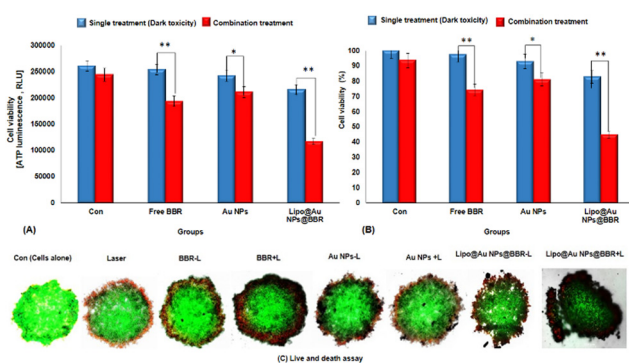 Single treatment (Dark toxicity) Combination treatment
300000
250000
200000
150000
100000
50000
0
Cell viability
[ATP luminescence , RLU]
**
*
**
Con Free BBR Au NPs Lipo@Au
NPs@BBR
(A) Groups
Single treatment (Dark toxicity) Combination treatment
100
90
80
70
60
50
40
30
20
10
0
Cell viability (%)
**
*
**
Con Free BBR Au NPs Lipo@Au
NPs@BBR
(B) Groups
Con (Cells alone) Laser BBR-L BBR+L Au NPs-L Au NPs +L Lipo@Au NPs@BBR-L Lipo@Au NPs@BBR+L
(C) Live and death assay